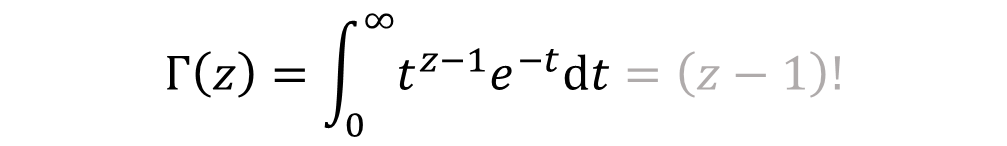 Γ(z) = ∫₀^∞ t^{z−1} e^{−t} dt = (z − 1)!